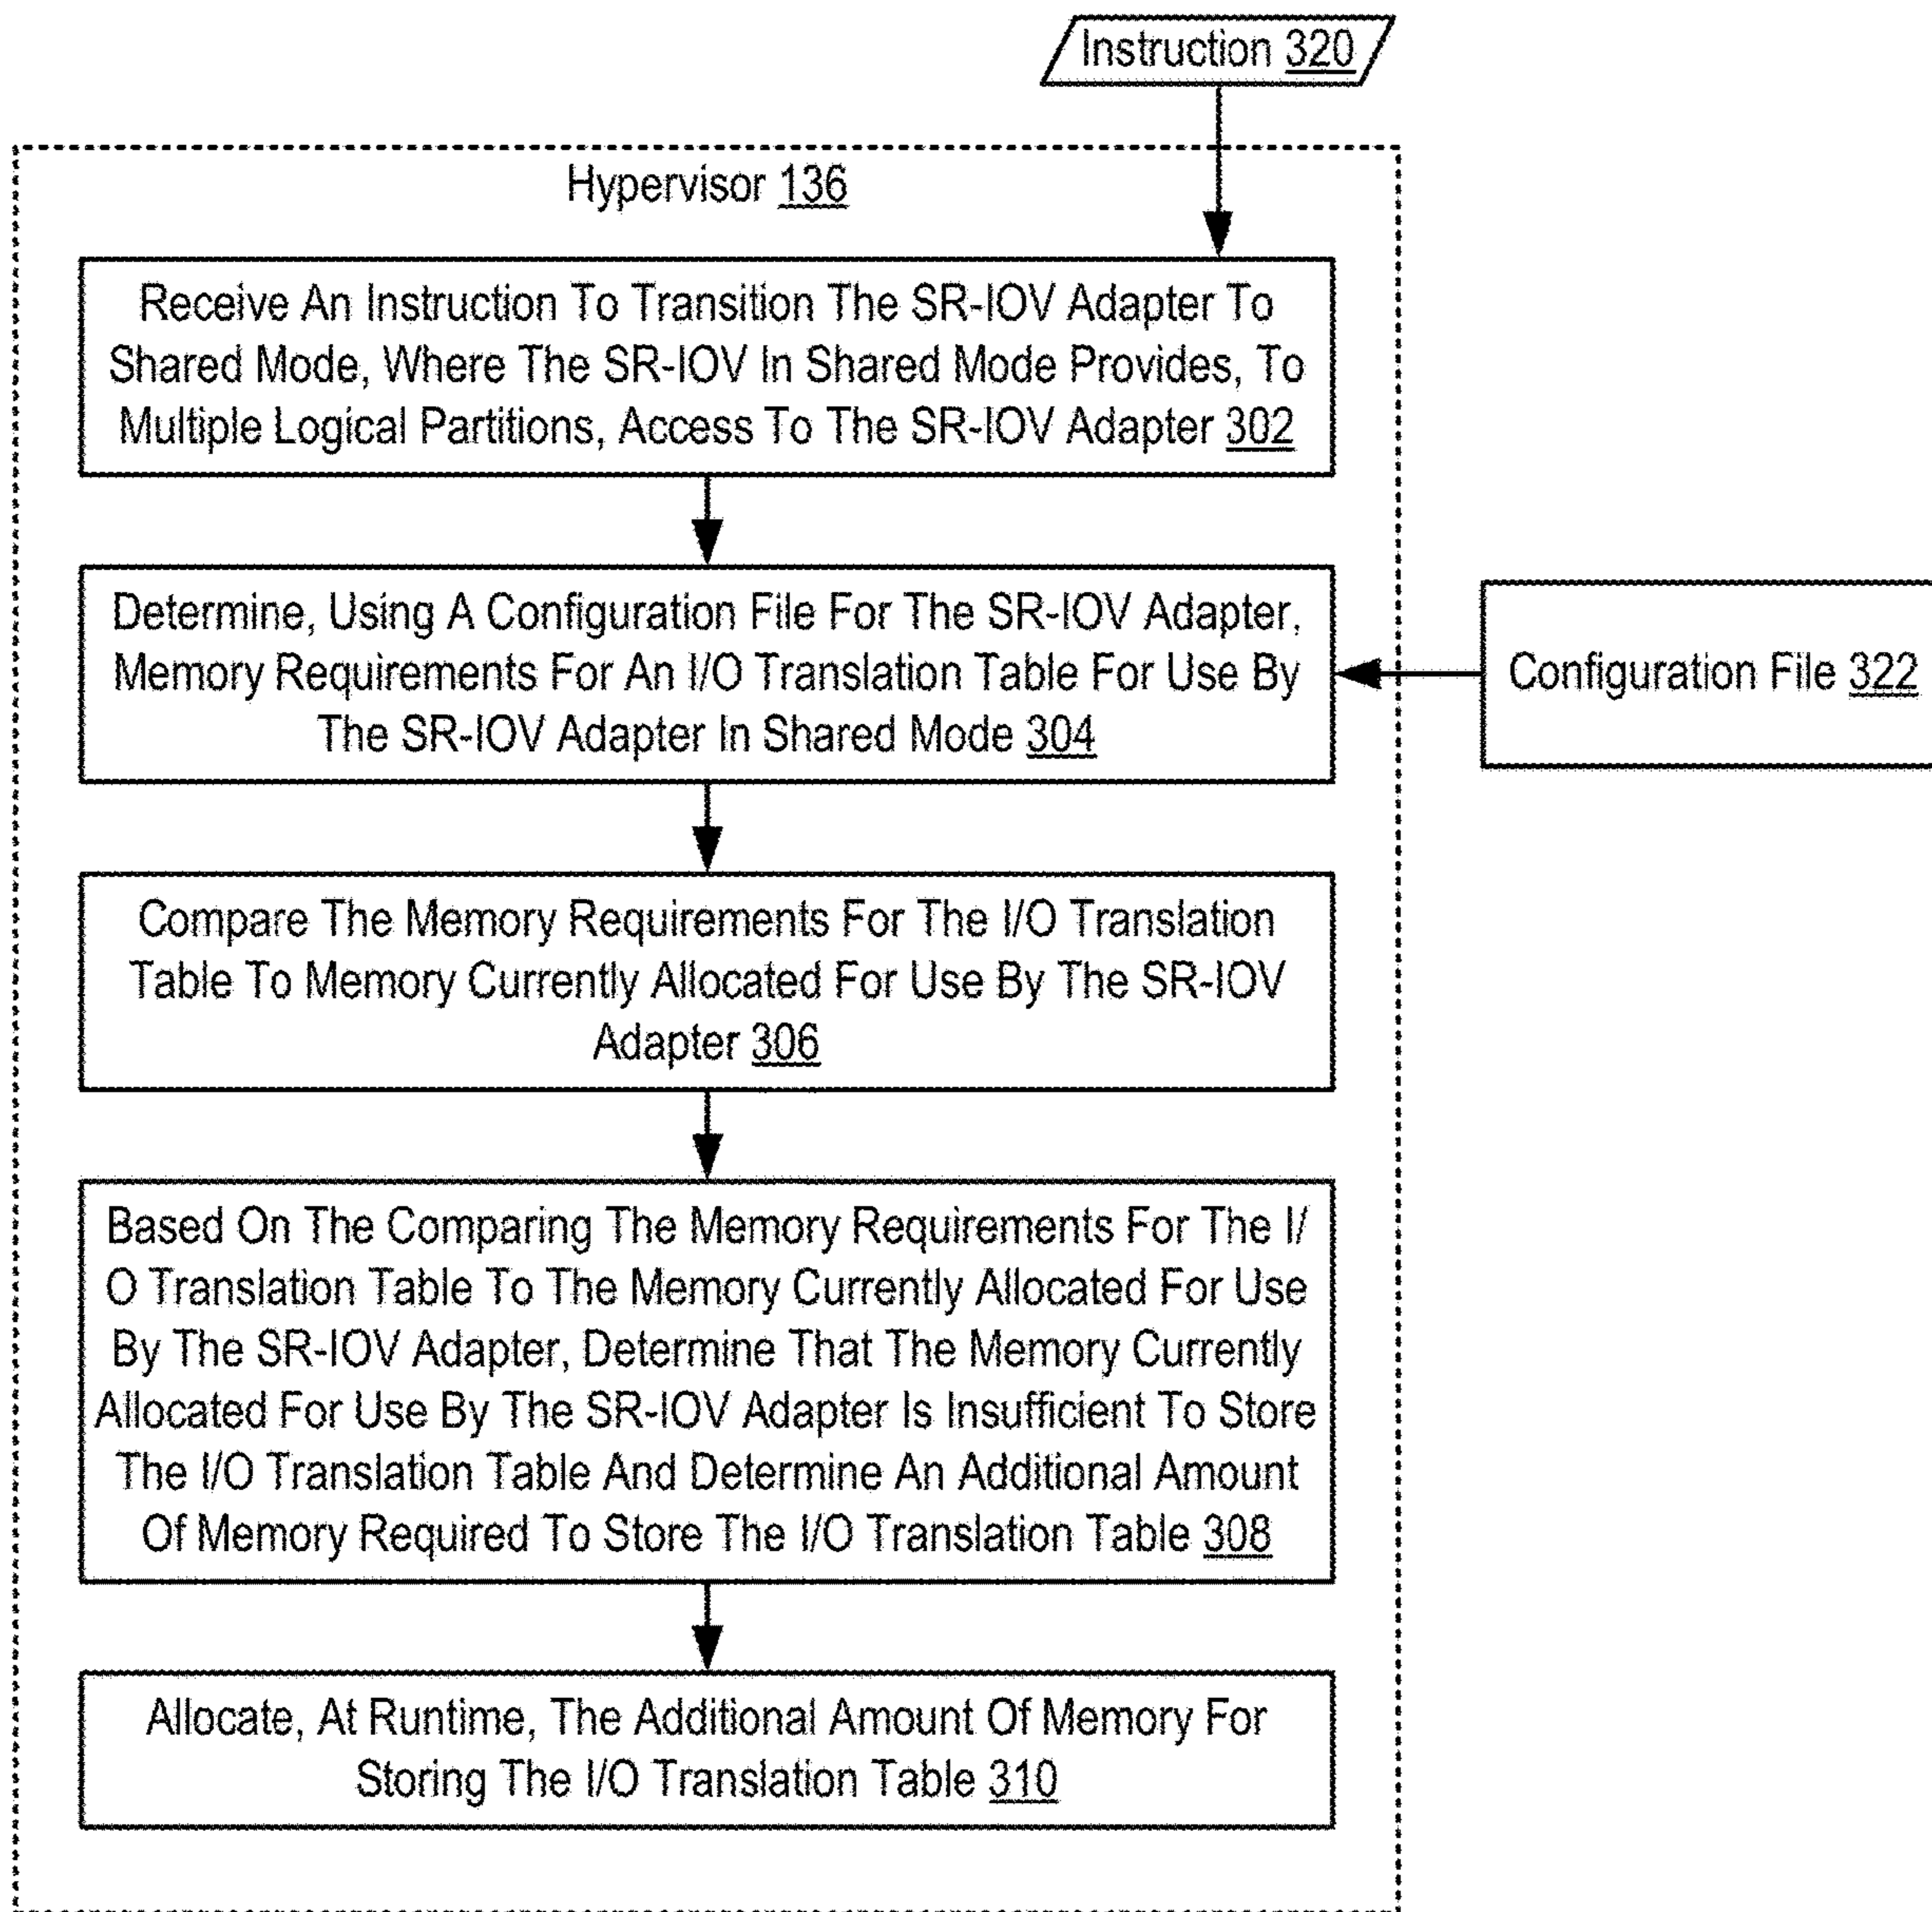 Instruction 320
Hypervisor 136
Receive An Instruction To Transition The SR-IOV Adapter To
Shared Mode, Where The SR-IOV In Shared Mode Provides, To
Multiple Logical Partitions, Access To The SR-IOV Adapter 302
Determine, Using A Configuration File For The SR-IOV Adapter,
Memory Requirements For An I/O Translation Table For Use By
The SR-IOV Adapter In Shared Mode 304
Configuration File 322
Compare The Memory Requirements For The I/O Translation
Table To Memory Currently Allocated For Use By The SR-IOV
Adapter 306
Based On The Comparing The Memory Requirements For The I/
O Translation Table To The Memory Currently Allocated For Use
By The SR-IOV Adapter, Determine That The Memory Currently
Allocated For Use By The SR-IOV Adapter Is Insufficient To Store
The I/O Translation Table And Determine An Additional Amount
Of Memory Required To Store The I/O Translation Table 308
Allocate, At Runtime, The Additional Amount Of Memory For
Storing The I/O Translation Table 310